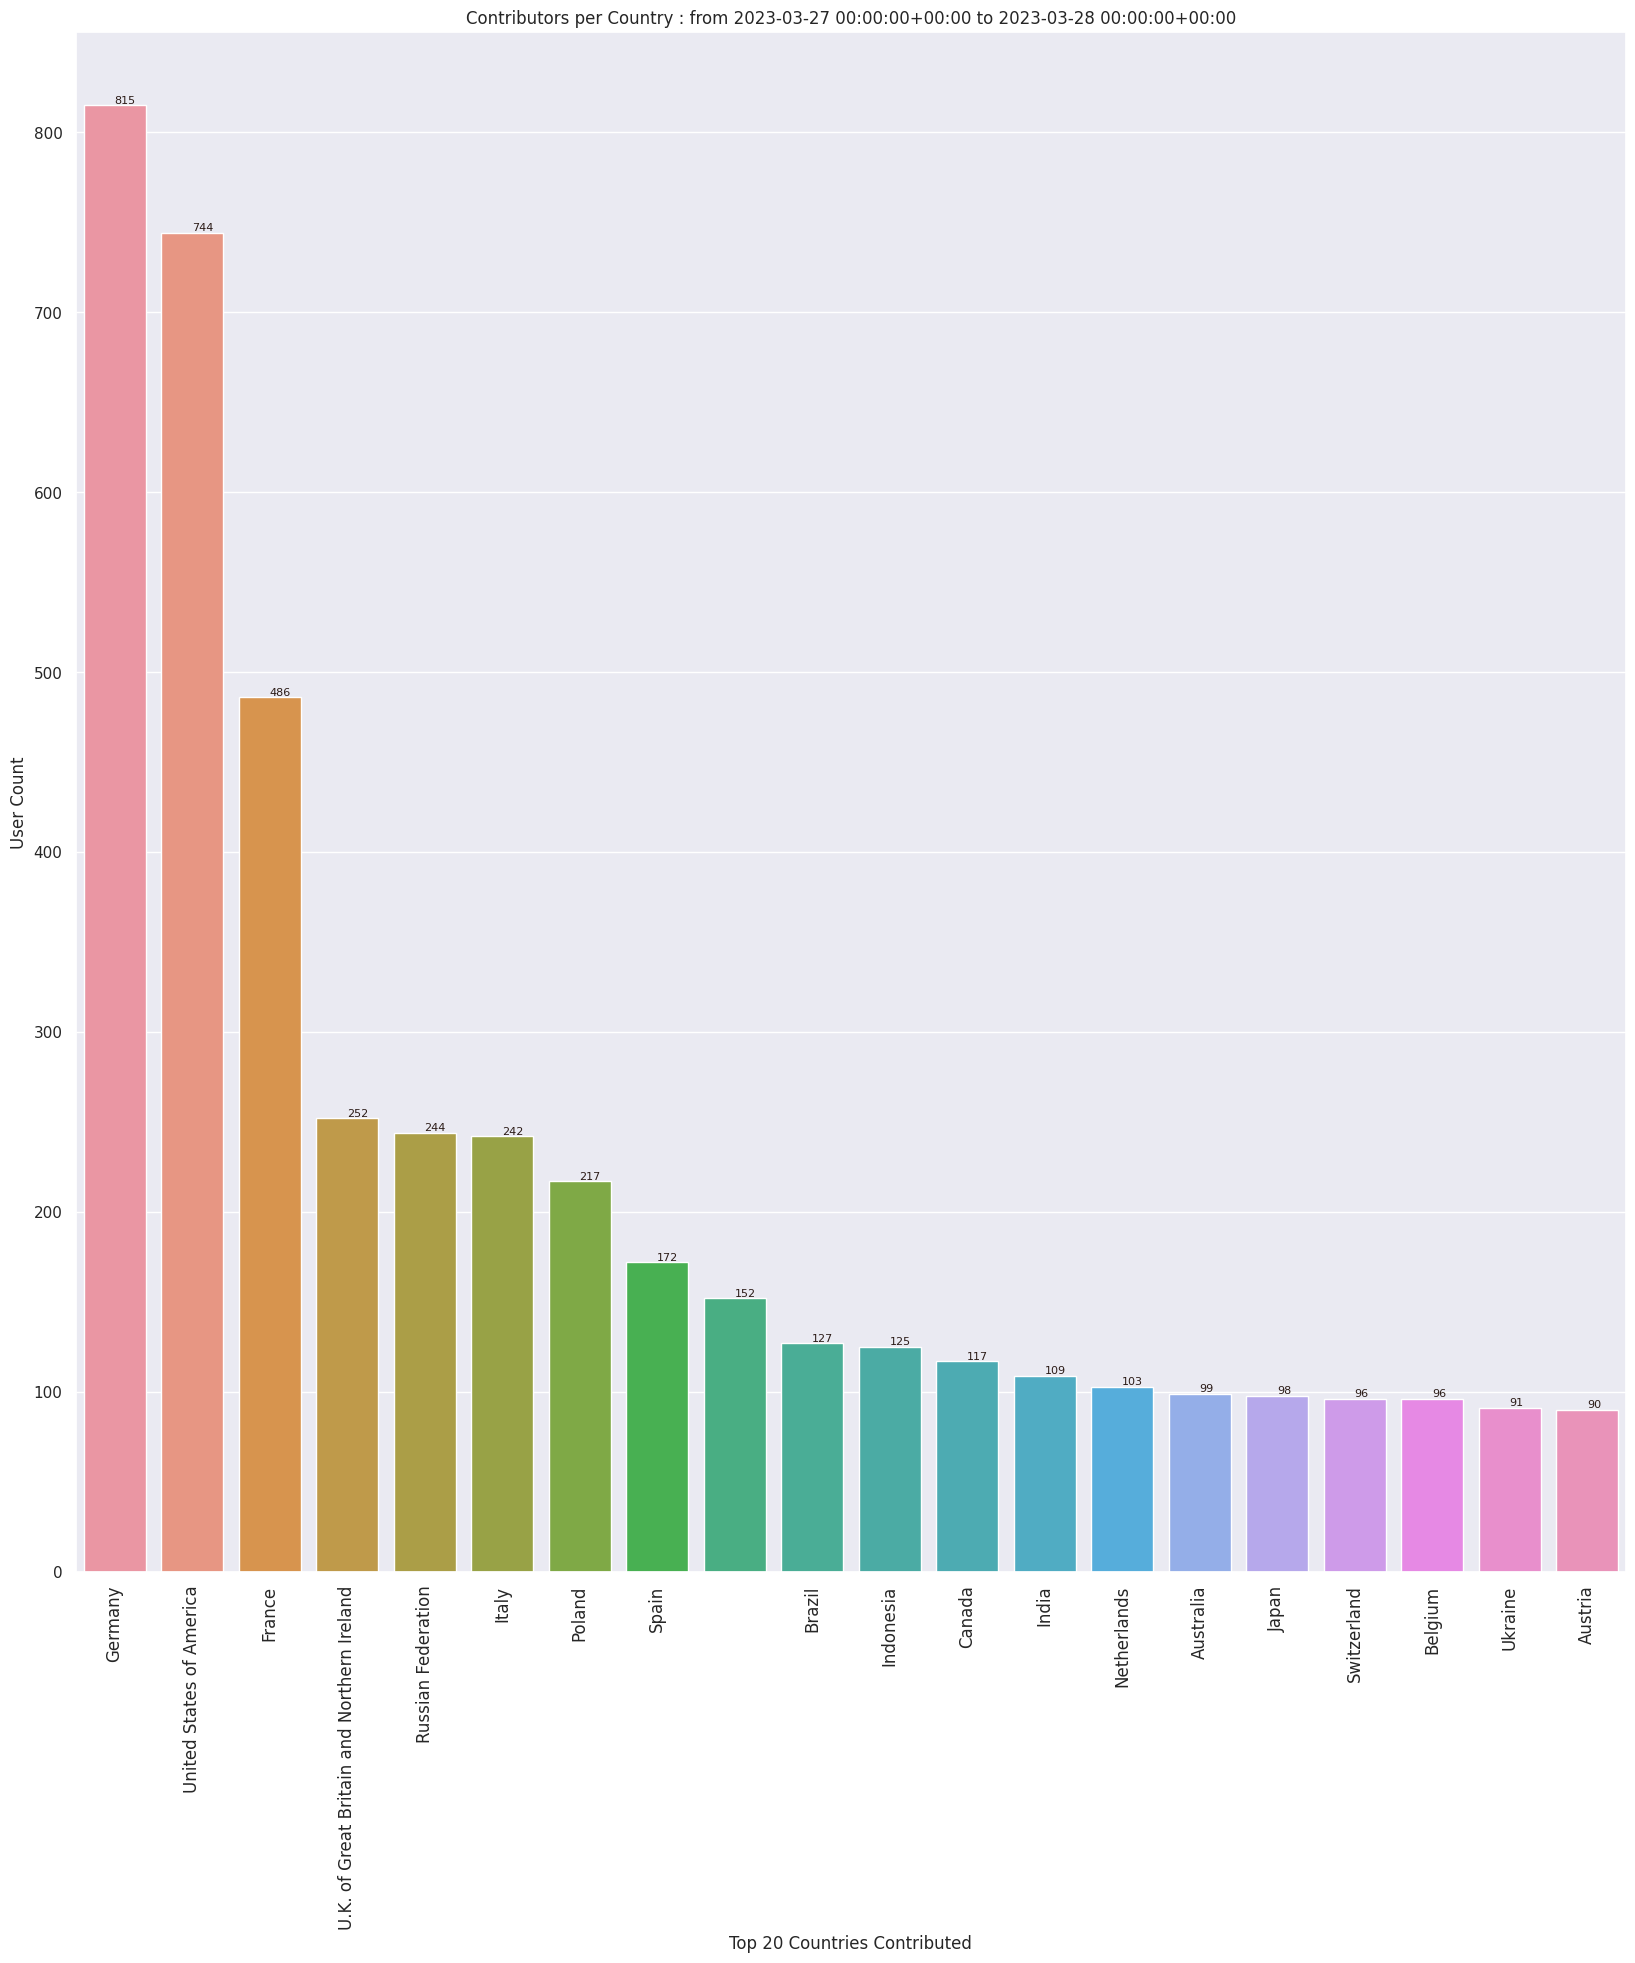 Contributors per Country : from 2023-03-27 00:00:00+00:00 to 2023-03-28 00:00:00+00:00
User Count
800
700
600
500
400
300
200
100
0
815
744
486
252
244
242
217
172
152
127
125
117
109
103
99
98
96
96
91
90
Germany
United States of America
France
U.K. of Great Britain and Northern Ireland
Russian Federation
Italy
Poland
Spain
Brazil
Indonesia
Canada
India
Netherlands
Australia
Japan
Switzerland
Belgium
Ukraine
Austria
Top 20 Countries Contributed